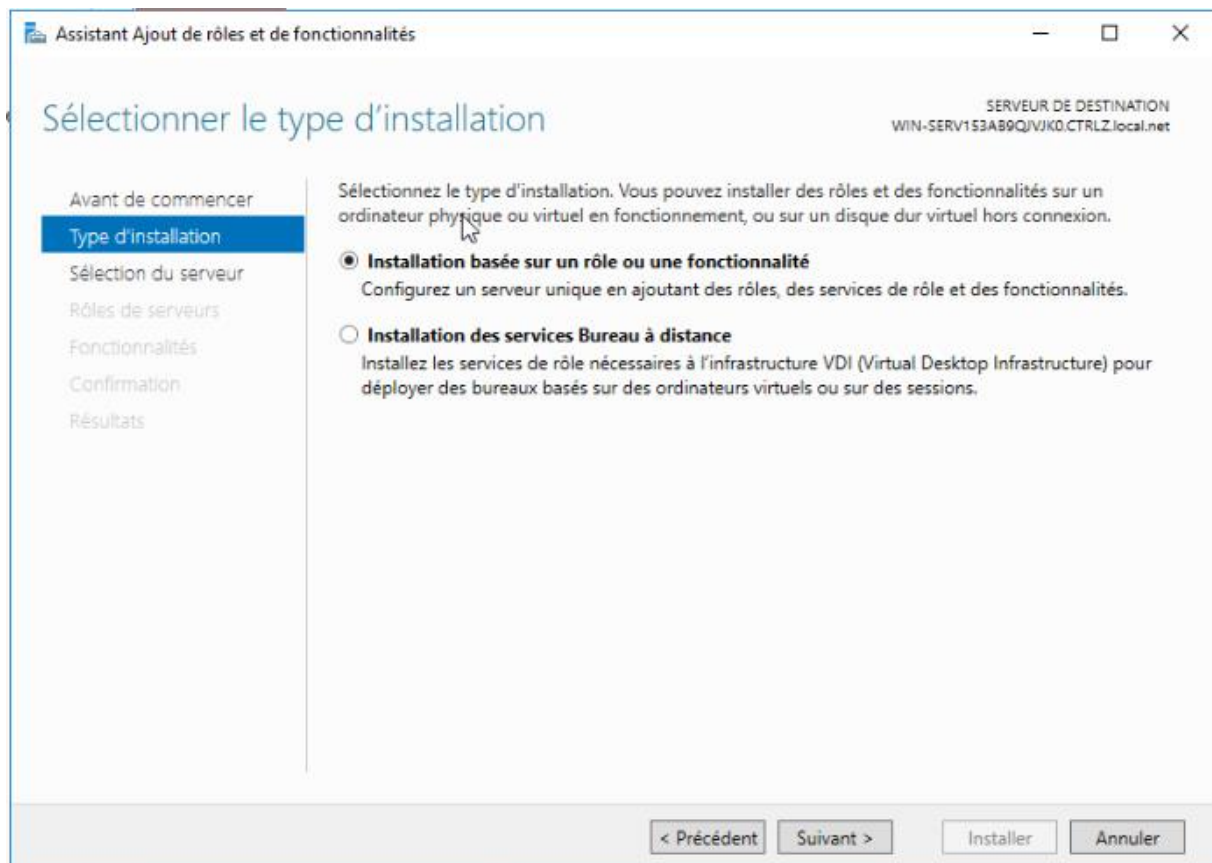 Assistant Ajout de rôles et de fonctionnalités
Sélectionner le type d'installation
SERVEUR DE DESTINATION
WIN-SERV153AB9QJVJK0.CTRLZ.local.net
Avant de commencer
Type d'installation
Sélection du serveur
Rôles de serveurs
Fonctionnalités
Confirmation
Résultats
Sélectionnez le type d'installation. Vous pouvez installer des rôles et des fonctionnalités sur un
ordinateur physique ou virtuel en fonctionnement, ou sur un disque dur virtuel hors connexion.
Installation basée sur un rôle ou une fonctionnalité
Configurez un serveur unique en ajoutant des rôles, des services de rôle et des fonctionnalités.
Installation des services Bureau à distance
Installez les services de rôle nécessaires à l'infrastructure VDI (Virtual Desktop Infrastructure) pour
déployer des bureaux basés sur des ordinateurs virtuels ou sur des sessions.
< Précédent
Suivant >
Installer
Annuler